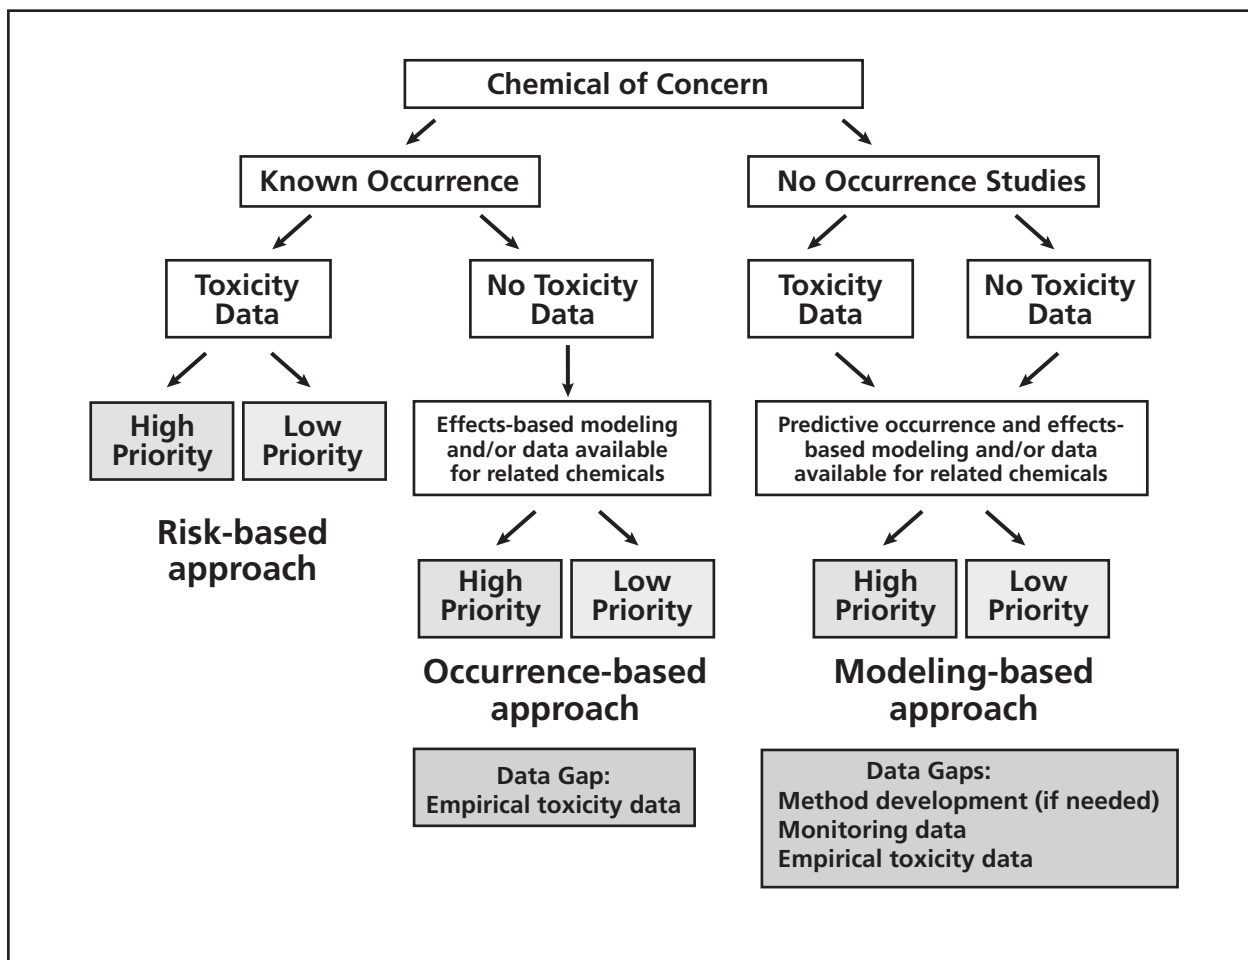 Chemical of Concern
Known Occurrence
No Occurrence Studies
Toxicity
Data
No Toxicity
Data
Toxicity
Data
No Toxicity
Data
High
Priority
Low
Priority
Effects-based modeling
and/or data available
for related chemicals
Predictive occurrence and effects-
based modeling and/or data
available for related chemicals
Risk-based
approach
High
Priority
Low
Priority
High
Priority
Low
Priority
Occurrence-based
approach
Modeling-based
approach
Data Gap:
Empirical toxicity data
Data Gaps:
Method development (if needed)
Monitoring data
Empirical toxicity data